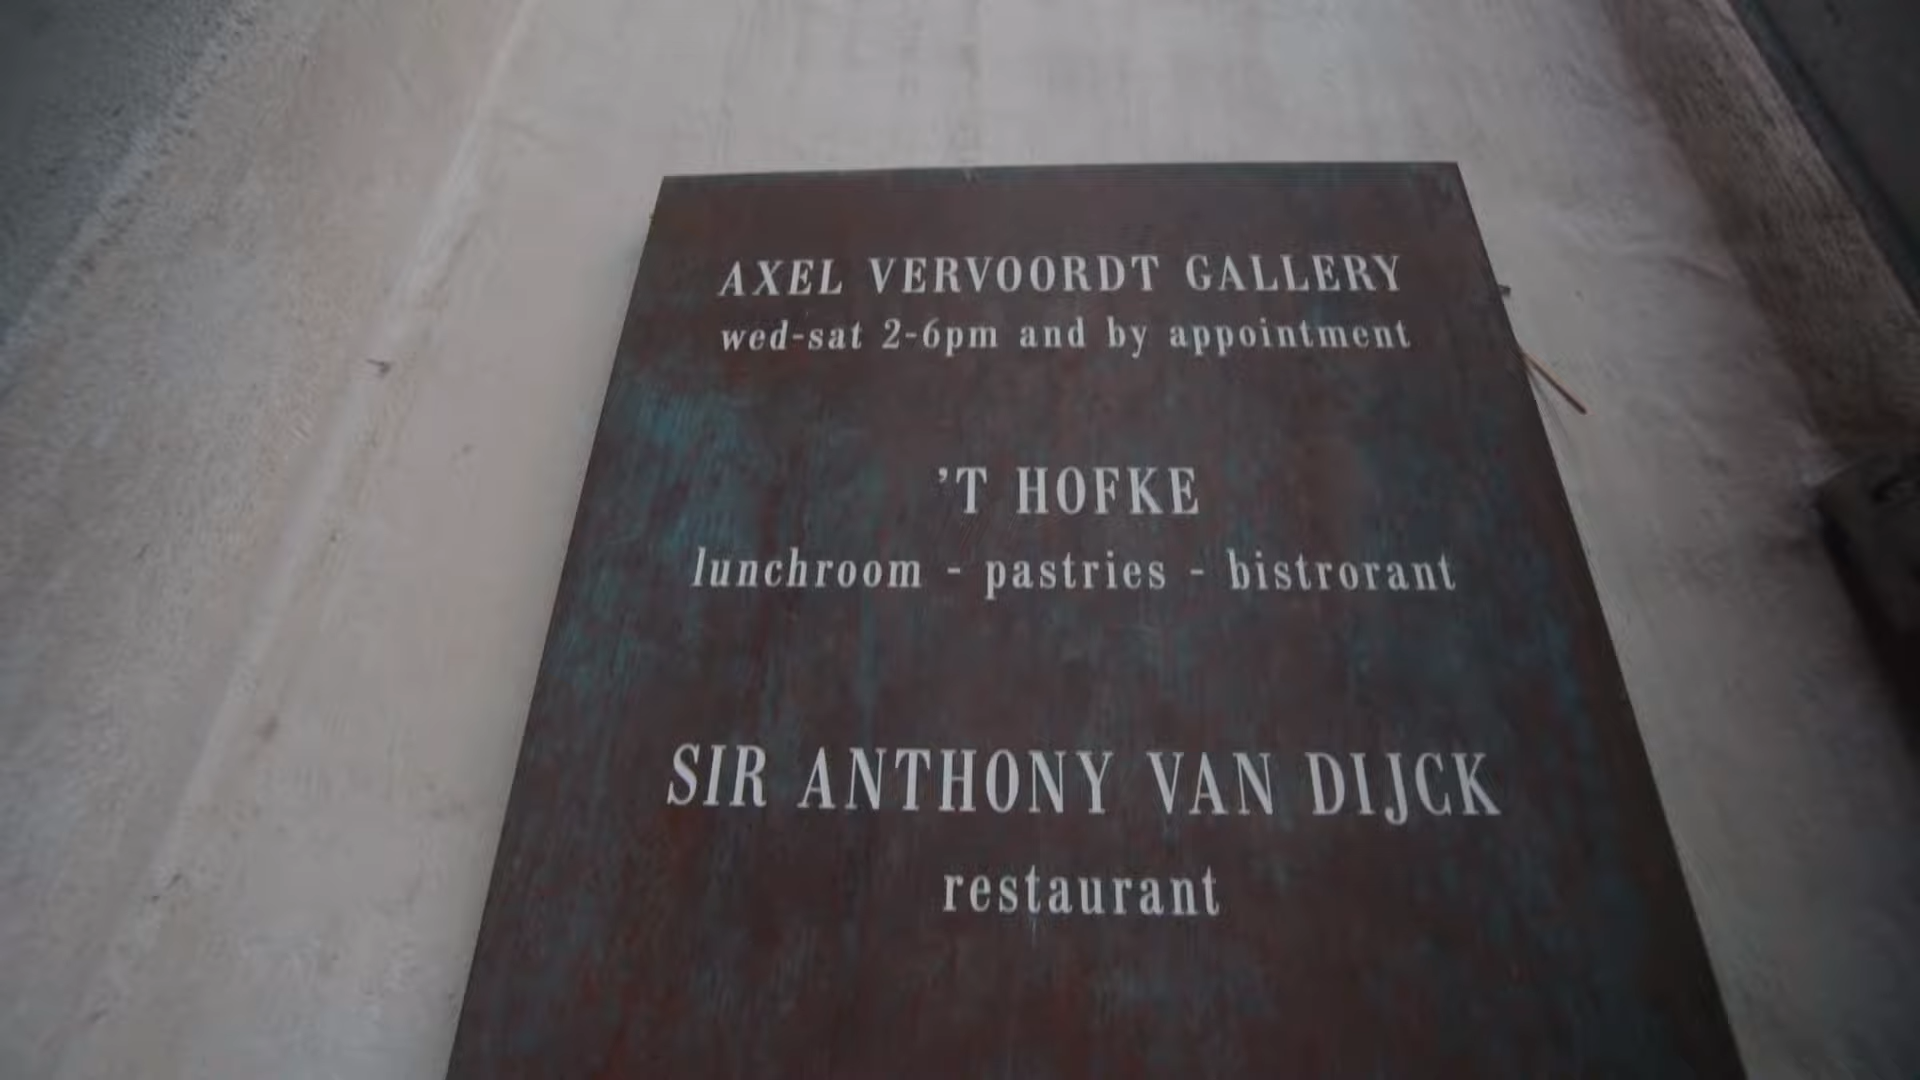 AXEL VERVOORDT GALLERY
wed-sat 2-6pm and by appointment
'T HOFKE
lunchroom - pastries - bistrorant
SIR ANTHONY VAN DIJCK
restaurant